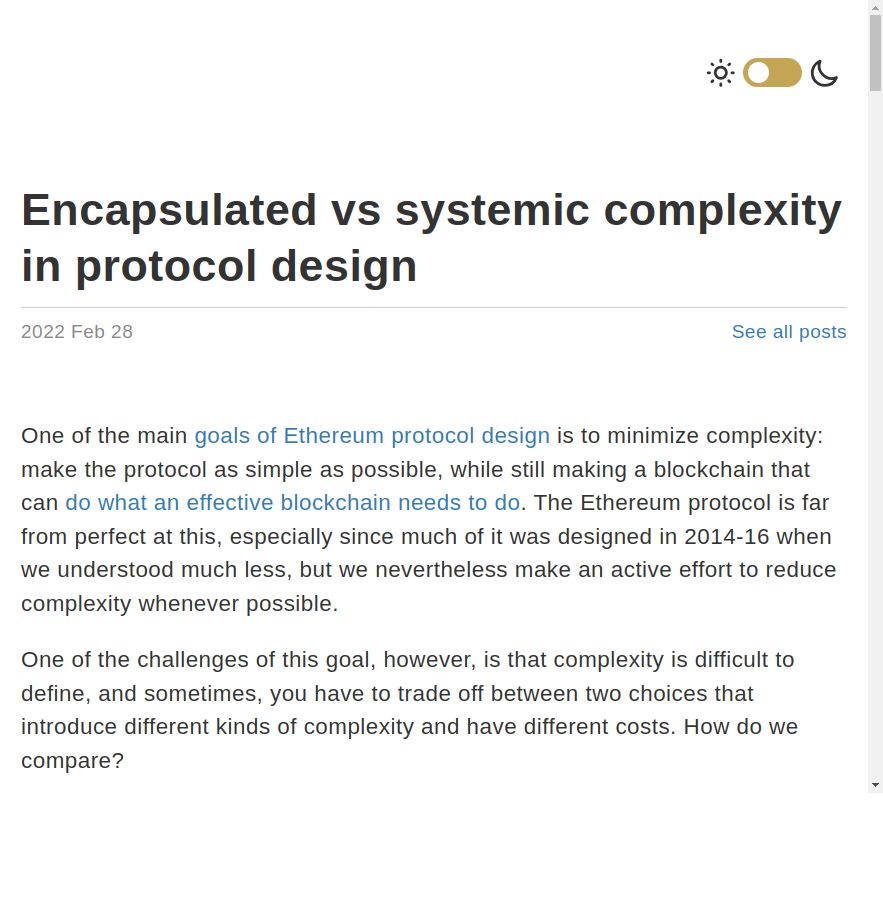 Encapsulated vs systemic complexity
in protocol design
2022 Feb 28
See all posts
One of the main goals of Ethereum protocol design is to minimize complexity:
make the protocol as simple as possible, while still making a blockchain that
can do what an effective blockchain needs to do. The Ethereum protocol is far
from perfect at this, especially since much of it was designed in 2014-16 when
we understood much less, but we nevertheless make an active effort to reduce
complexity whenever possible.
One of the challenges of this goal, however, is that complexity is difficult to
define, and sometimes, you have to trade off between two choices that
introduce different kinds of complexity and have different costs. How do we
compare?